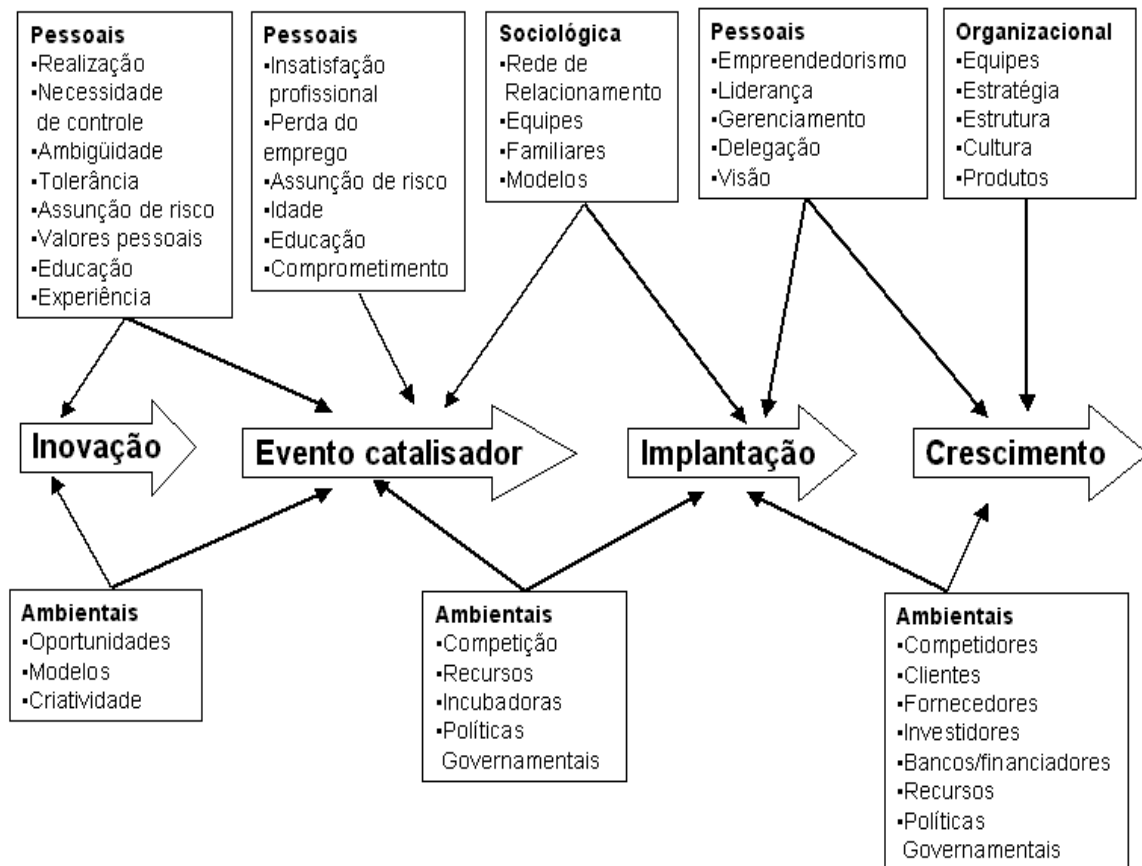 Pessoais
▪Realização
▪Necessidade
de controle
▪Ambigüidade
▪Tolerância
▪Assunção de risco
▪Valores pessoais
▪Educação
▪Experiência
Pessoais
▪Insatisfação
profissional
▪Perda do
emprego
▪Assunção de risco
▪Idade
▪Educação
▪Comprometimento
Sociológica
▪Rede de
Relacionamento
▪Equipes
▪Familiares
▪Modelos
Pessoais
▪Empreendedorismo
▪Liderança
▪Gerenciamento
▪Delegação
▪Visão
Organizacional
▪Equipes
▪Estratégia
▪Estrutura
▪Cultura
▪Produtos
Inovação
Evento catalisador
Implantação
Crescimento
Ambientais
▪Oportunidades
▪Modelos
▪Criatividade
Ambientais
▪Competição
▪Recursos
▪Incubadoras
▪Políticas
Governamentais
Ambientais
▪Competidores
▪Clientes
▪Fornecedores
▪Investidores
▪Bancos/financiadores
▪Recursos
▪Políticas
Governamentais